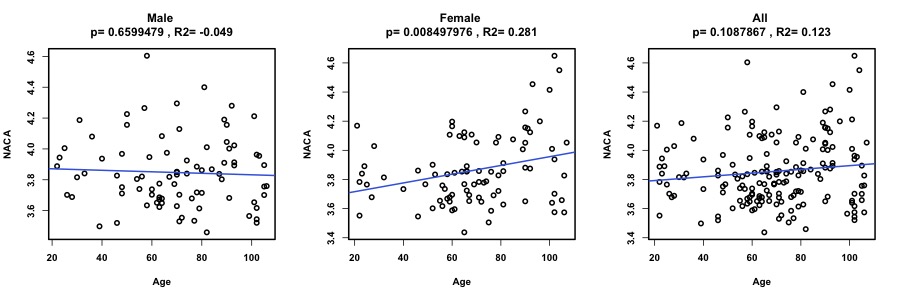 Male
p= 0.6599479 , R2= -0.049
NACA
4.6
4.4
4.2
4.0
3.8
3.6
20 40 60 80 100
Age
Female
p= 0.008497976 , R2= 0.281
NACA
4.6
4.4
4.2
4.0
3.8
3.6
3.4
20 40 60 80 100
Age
All
p= 0.1087867 , R2= 0.123
NACA
4.6
4.4
4.2
4.0
3.8
3.6
3.4
20 40 60 80 100
Age